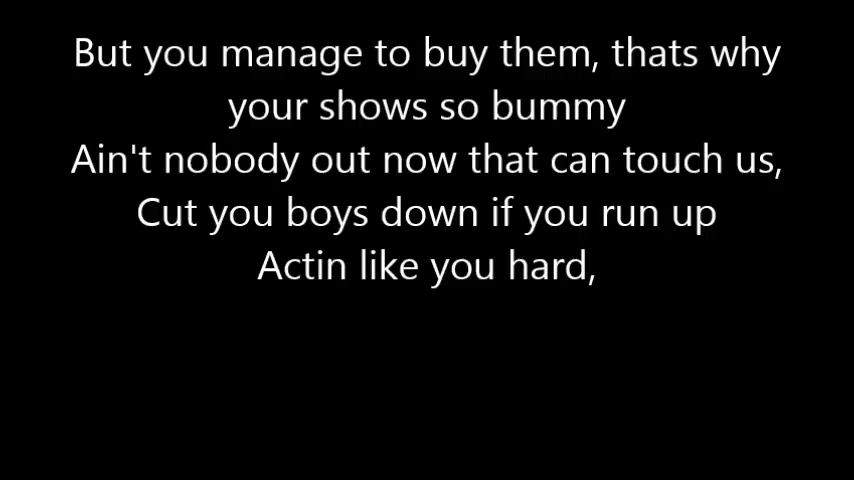 But you manage to buy them, thats why
your shows so bummy
Ain't nobody out now that can touch us,
Cut you boys down if you run up
Actin like you hard,